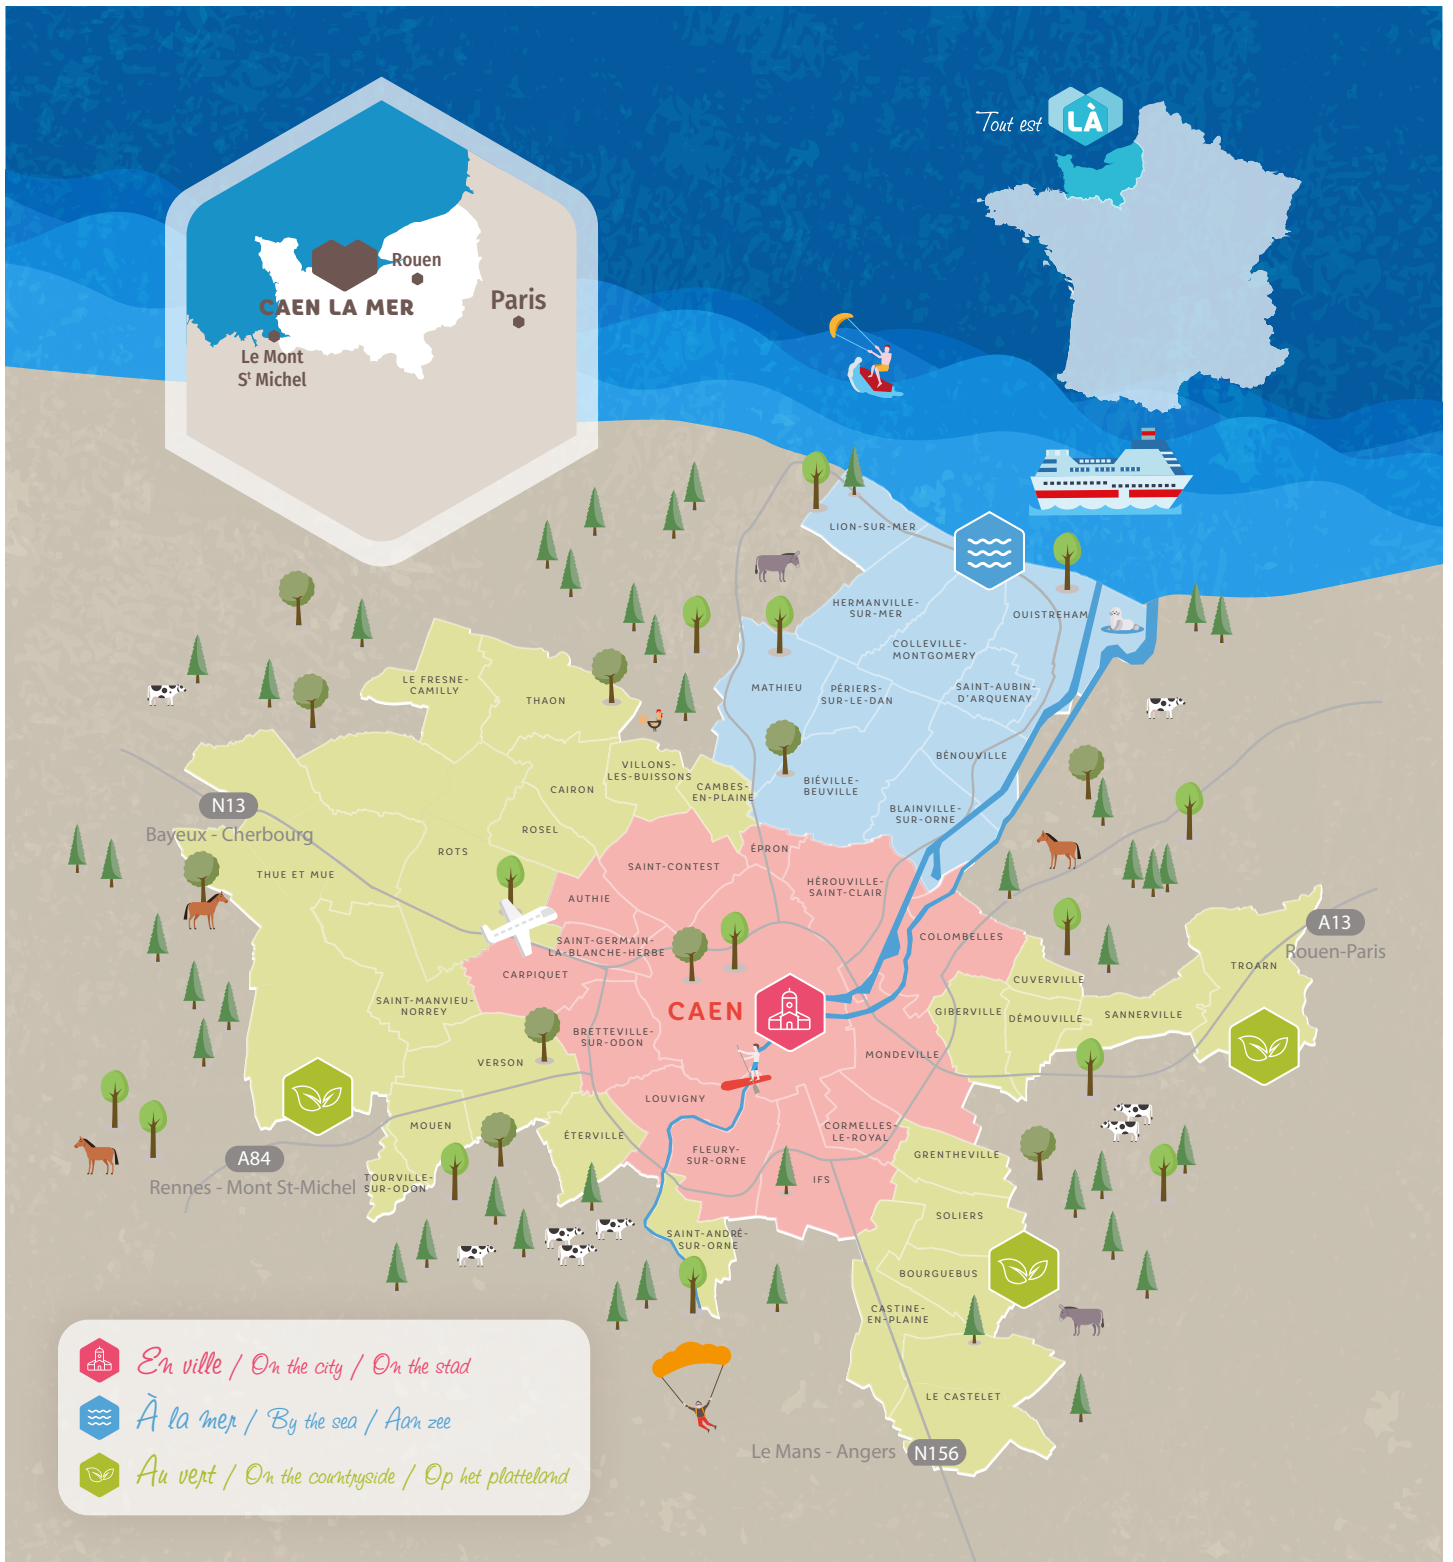 Tout est LÀ
Rouen
CAEN LA MER
Paris
Le Mont
St Michel
LION-SUR-MER
HERMANVILLE-
SUR-MER
OUISTREHAM
COLLEVILLE-
MONTGOMERY
LE FRESNE-
CAMILLY
THAON
MATHIEU
PÉRIERS-
SUR-LE-DAN
SAINT-AUBIN-
D'ARQUENAY
BÉNOUVILLE
VILLONS-
LES-BUISSONS
CAIRON
CAMBES-
EN-PLAINE
BIÉVILLE-
BEUVILLE
BLAINVILLE-
SUR-ORNE
N13
Bayeux - Cherbourg
ROSEL
ROTS
THUE ET MUE
ÉPRON
SAINT-CONTEST
HÉROUVILLE-
SAINT-CLAIR
AUTHIE
COLOMBELLES
A13
Rouen-Paris
SAINT-GERMAIN-
LA-BLANCHE-HERBE
CARPIQUET
TROARN
CUVERVILLE
SAINT-MANVIEU-
NORREY
CAEN
GIBERVILLE
DÉMOUVILLE
SANNERVILLE
BRETTEVILLE-
SUR-ODON
MONDEVILLE
VERSON
LOUVIGNY
MOUEN
ÉTERVILLE
CORMELLES-
LE-ROYAL
FLEURY-
SUR-ORNE
GRENTHEVILLE
A84
Rennes - Mont St-Michel
TOURVILLE-
SUR-ODON
IFS
SOLIERS
SAINT-ANDRÉ-
SUR-ORNE
BOURGUEBUS
CASTINE-
EN-PLAINE
LE CASTELET
Le Mans - Angers N156
En ville / On the city / On the stad
À la mer / By the sea / Aan zee
Au vert / On the countryside / Op het platteland